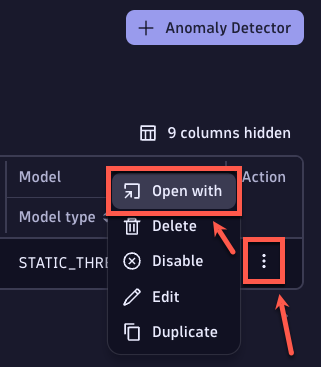 Anomaly Detector
9 columns hidden
Model
Action
Open with
Model type
Delete
STATIC_THRE
Disable
Edit
Duplicate